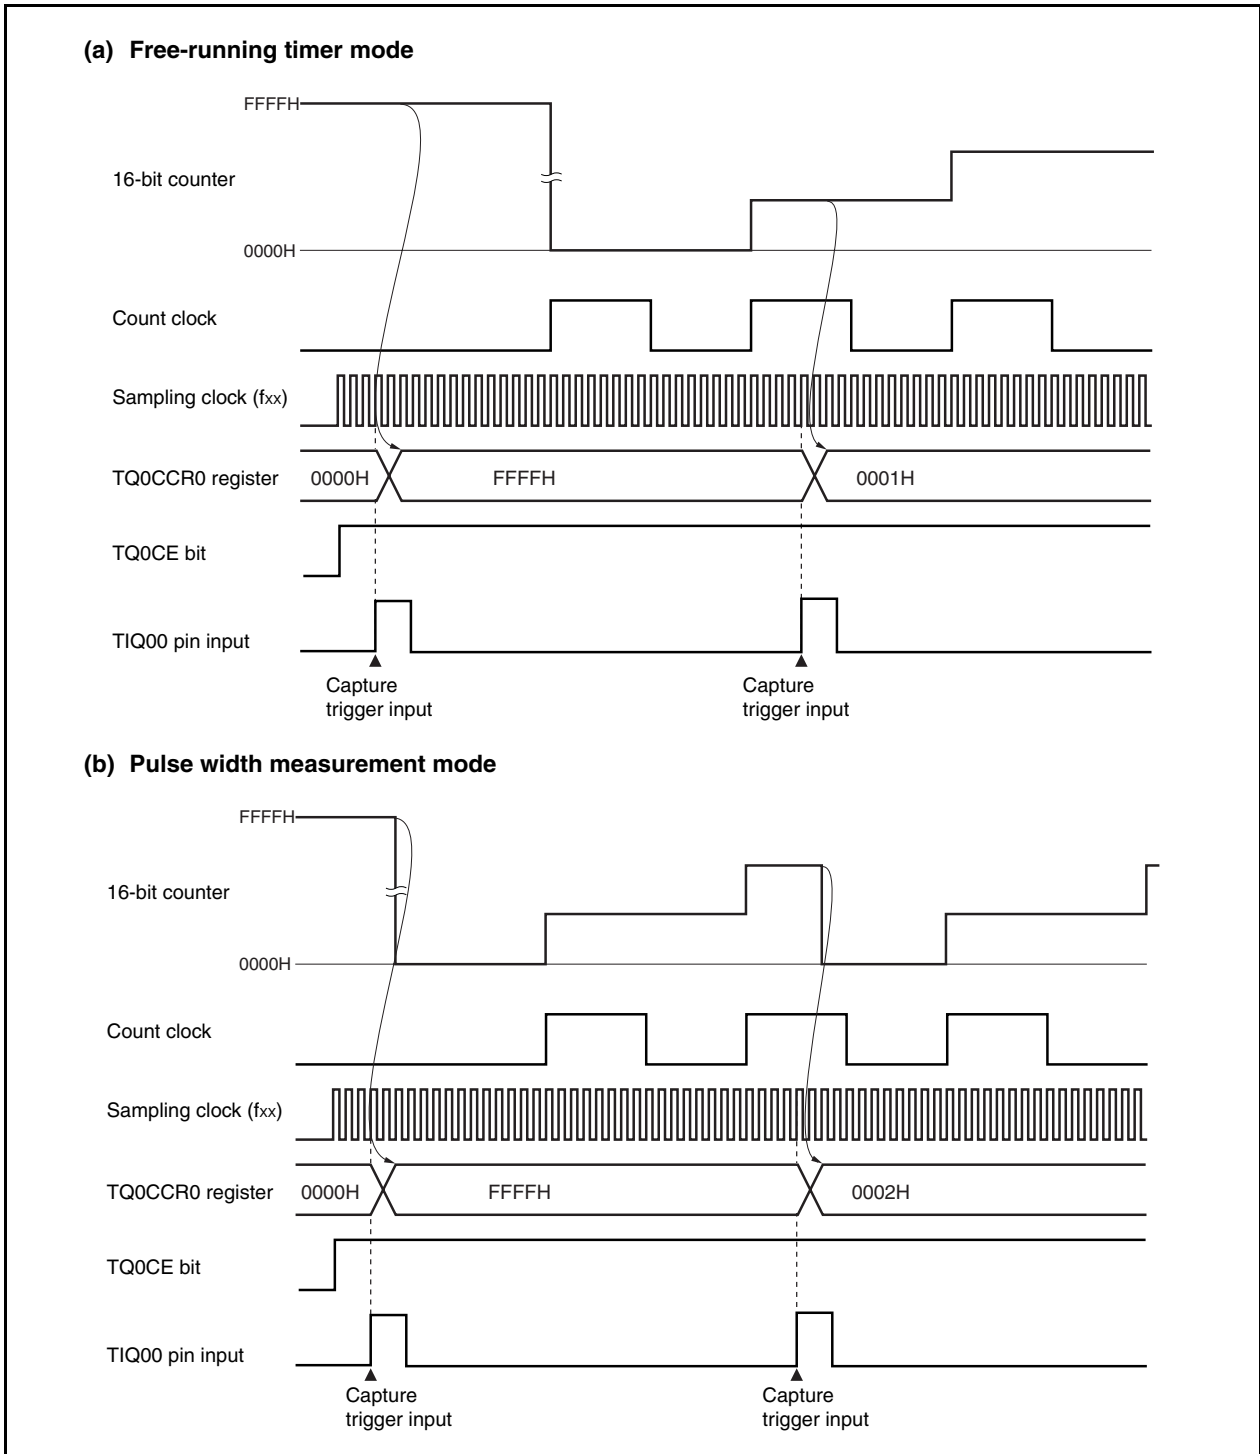 (a) Free-running timer mode
FFFFH
16-bit counter
0000H
Count clock
Sampling clock (fxx)
TQ0CCR0 register
0000H
FFFFH
0001H
TQ0CE bit
TIQ00 pin input
Capture
trigger input
Capture
trigger input
(b) Pulse width measurement mode
FFFFH
16-bit counter
0000H
Count clock
Sampling clock (fxx)
TQ0CCR0 register
0000H
FFFFH
0002H
TQ0CE bit
TIQ00 pin input
Capture
trigger input
Capture
trigger input